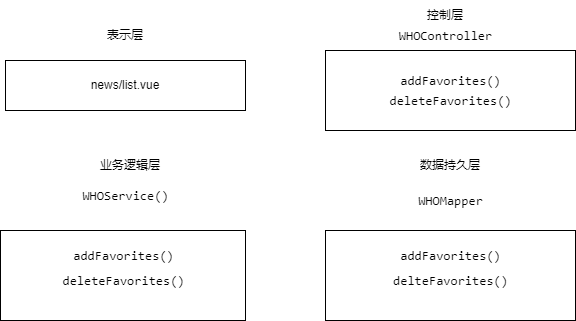 表示层
news/list.vue
控制层
WHOController
addFavorites()
deleteFavorites()
业务逻辑层
WHOService()
addFavorites()
deleteFavorites()
数据持久层
WHOMapper
addFavorites()
delteFavorites()